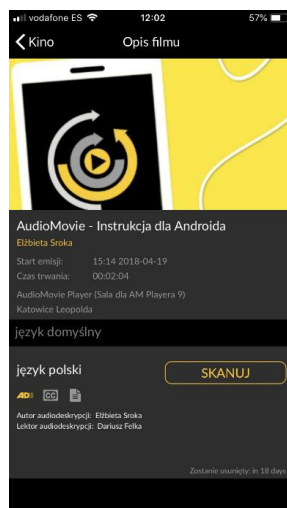 vodafone ES 12:02 57%
Kino Opis filmu
AudioMovie - Instrukcja dla Androida
Elżbieta Sroka
Start emisji: 15:14 2018-04-19
Czas trwania: 00:02:04
AudioMovie Player (Sala dla AM Playera 9)
Katowice Leopolda
język domyślny
język polski SKANUJ
AD CC
Autor audiodeskrypcji: Elżbieta Sroka
Lektor audiodeskrypcji: Dariusz Felka
Zostanie usunięty: in 18 days